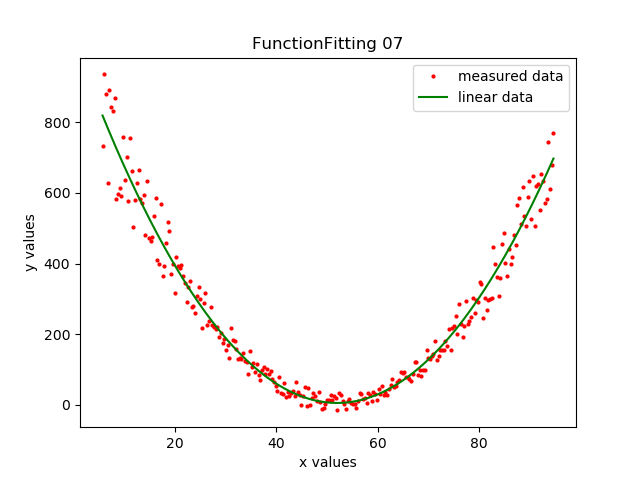 FunctionFitting 07
measured data
linear data
800
600
400
200
0
y values
20 40 60 80
x values